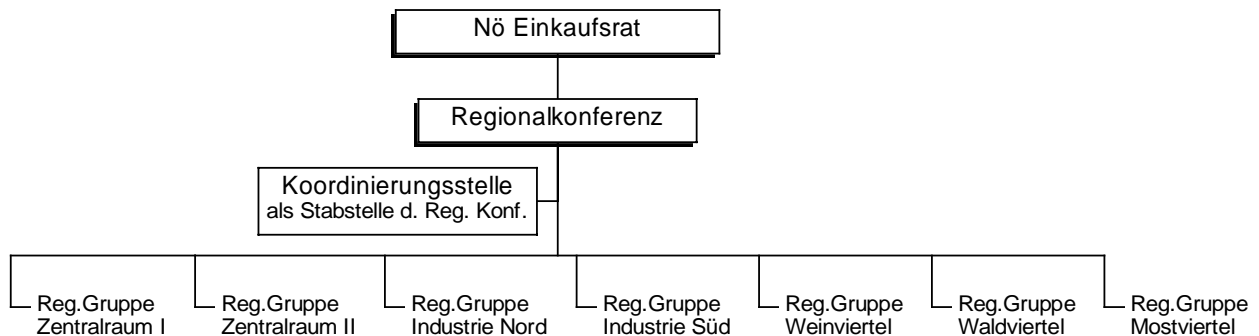 Nö Einkaufsrat
Regionalkonferenz
Koordinierungsstelle
als Stabstelle d. Reg. Konf.
Reg.Gruppe
Zentralraum I
Reg.Gruppe
Zentralraum II
Reg.Gruppe
Industrie Nord
Reg.Gruppe
Industrie Süd
Reg.Gruppe
Weinviertel
Reg.Gruppe
Waldviertel
Reg.Gruppe
Mostviertel